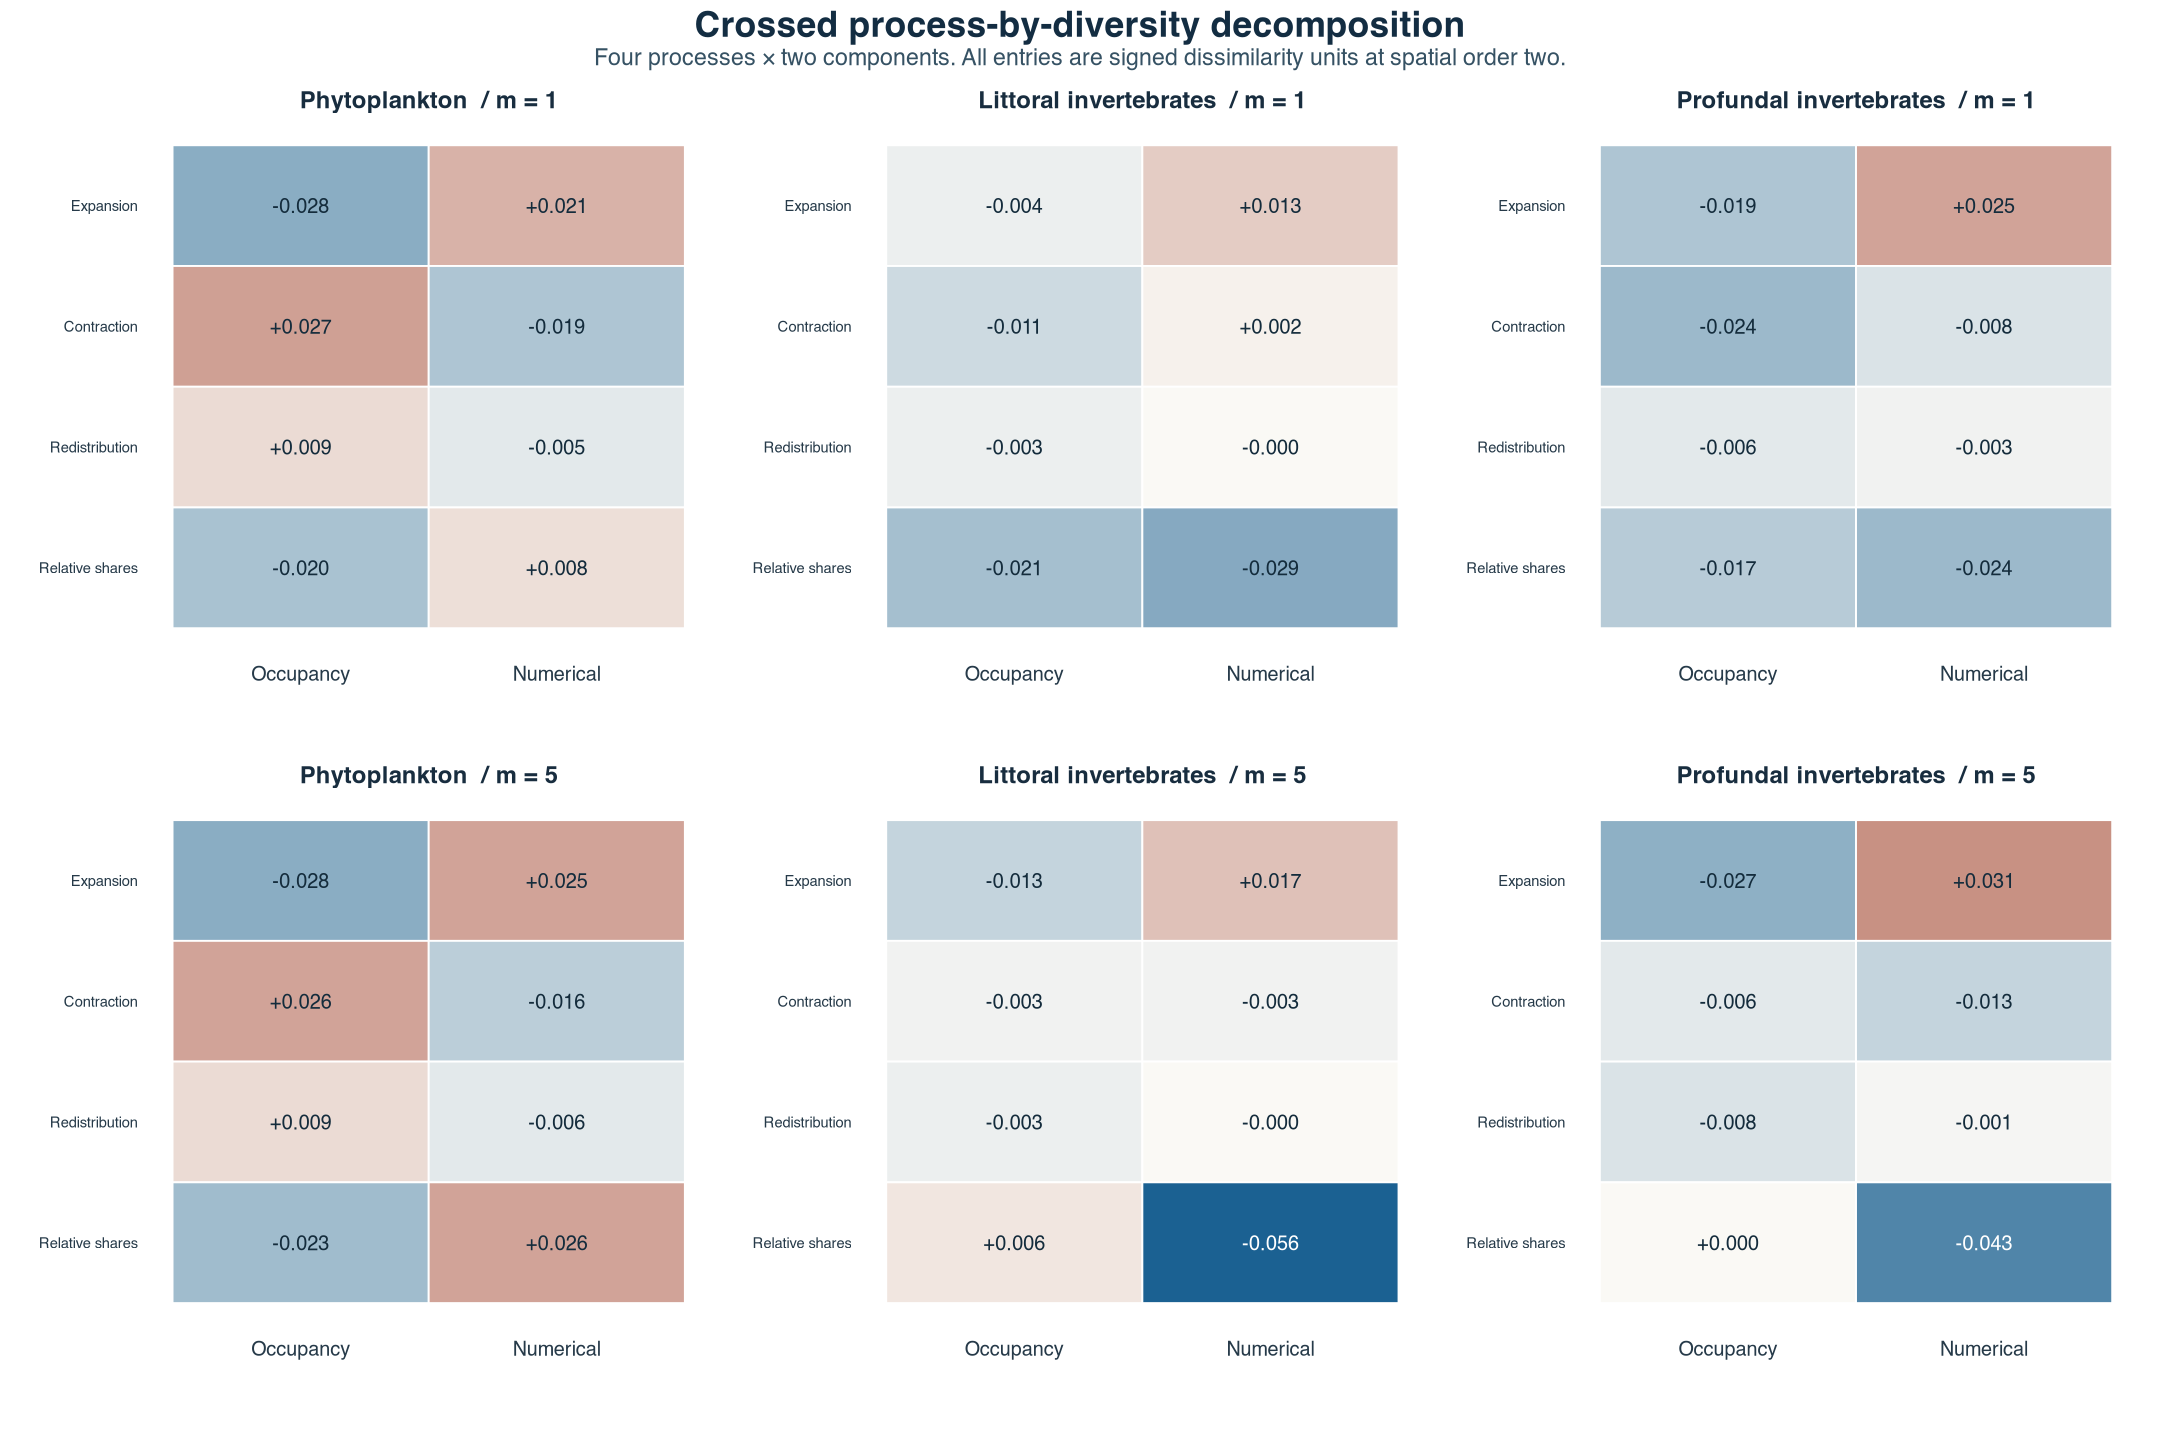 Crossed process-by-diversity decomposition
Four processes × two components. All entries are signed dissimilarity units at spatial order two.
Phytoplankton / m = 1
Expansion -0.028 +0.021
Contraction +0.027 -0.019
Redistribution +0.009 -0.005
Relative shares -0.020 +0.008
Occupancy Numerical
Littoral invertebrates / m = 1
Expansion -0.004 +0.013
Contraction -0.011 +0.002
Redistribution -0.003 -0.000
Relative shares -0.021 -0.029
Occupancy Numerical
Profundal invertebrates / m = 1
Expansion -0.019 +0.025
Contraction -0.024 -0.008
Redistribution -0.006 -0.003
Relative shares -0.017 -0.024
Occupancy Numerical
Phytoplankton / m = 5
Expansion -0.028 +0.025
Contraction +0.026 -0.016
Redistribution +0.009 -0.006
Relative shares -0.023 +0.026
Occupancy Numerical
Littoral invertebrates / m = 5
Expansion -0.013 +0.017
Contraction -0.003 -0.003
Redistribution -0.003 -0.000
Relative shares +0.006 -0.056
Occupancy Numerical
Profundal invertebrates / m = 5
Expansion -0.027 +0.031
Contraction -0.006 -0.013
Redistribution -0.008 -0.001
Relative shares +0.000 -0.043
Occupancy Numerical